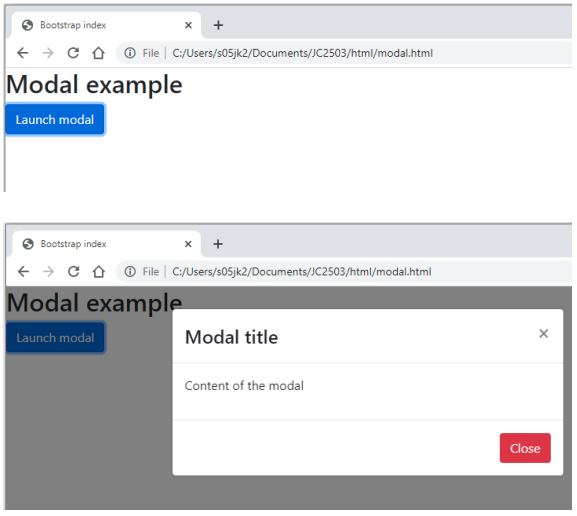 Bootstrap index
File | C:/Users/s05jk2/Documents/JC2503/html/modal.html
Modal example
Launch modal
Bootstrap index
File | C:/Users/s05jk2/Documents/JC2503/html/modal.html
Modal example
Launch modal
Modal title ×
Content of the modal
Close